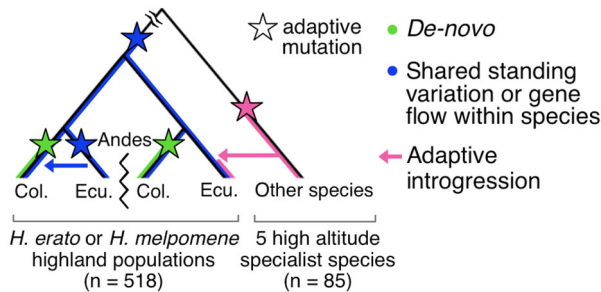 adaptive
mutation
De-novo
Shared standing
variation or gene
flow within species
Adaptive
introgression
Andes
Col. Ecu. Col. Ecu. Other species
H. erato or H. melpomene
highland populations
(n = 518)
5 high altitude
specialist species
(n = 85)